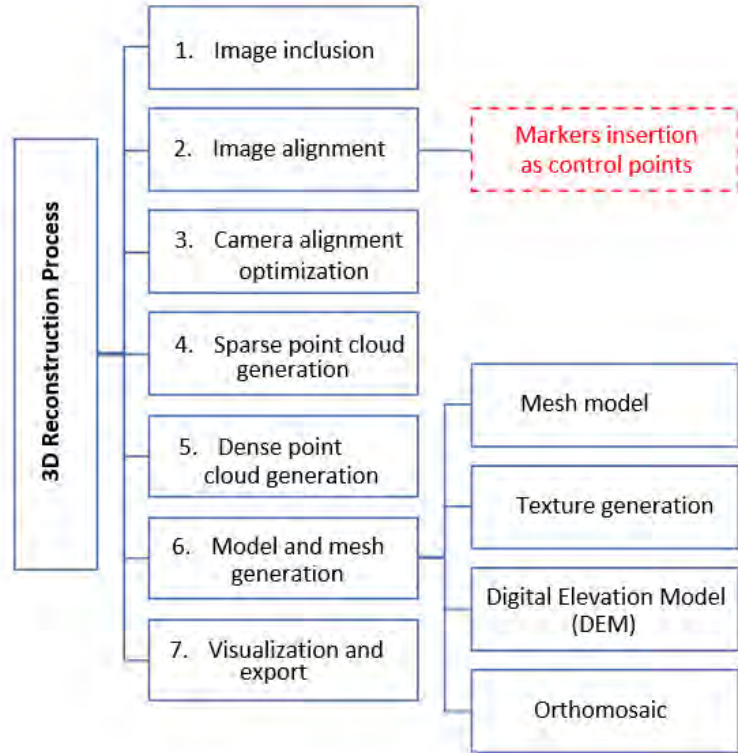 3D Reconstruction Process
1. Image inclusion
2. Image alignment
Markers insertion
as control points
3. Camera alignment
optimization
4. Sparse point cloud
generation
5. Dense point
cloud generation
6. Model and mesh
generation
7. Visualization and
export
Mesh model
Texture generation
Digital Elevation Model
(DEM)
Orthomosaic